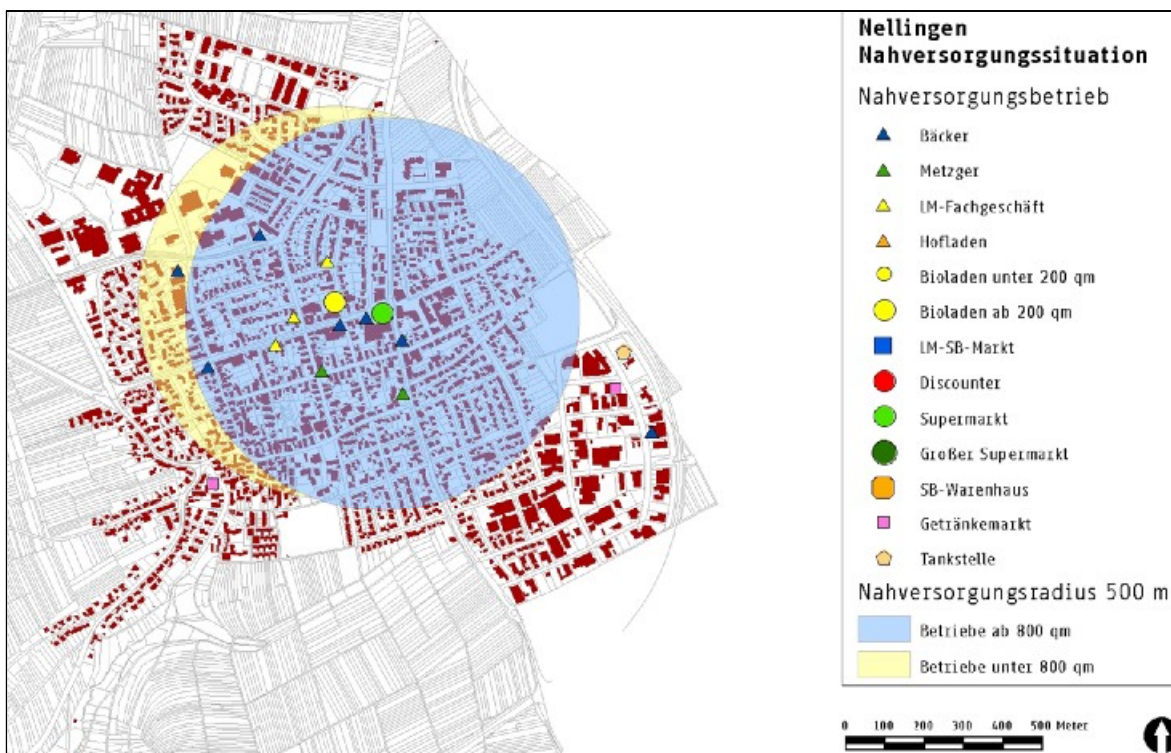 Nellingen
Nahversorgungssituation
Nahversorgungsbetrieb
Bäcker
Metzger
LM-Fachgeschäft
Hofladen
Bioladen unter 200 qm
Bioladen ab 200 qm
LM-SB-Markt
Discounter
Supermarkt
Großer Supermarkt
SB-Warenhaus
Getränkemarkt
Tankstelle
Nahversorgungsradius 500 m
Betriebe ab 800 qm
Betriebe unter 800 qm
0 100 200 300 400 500 Meter